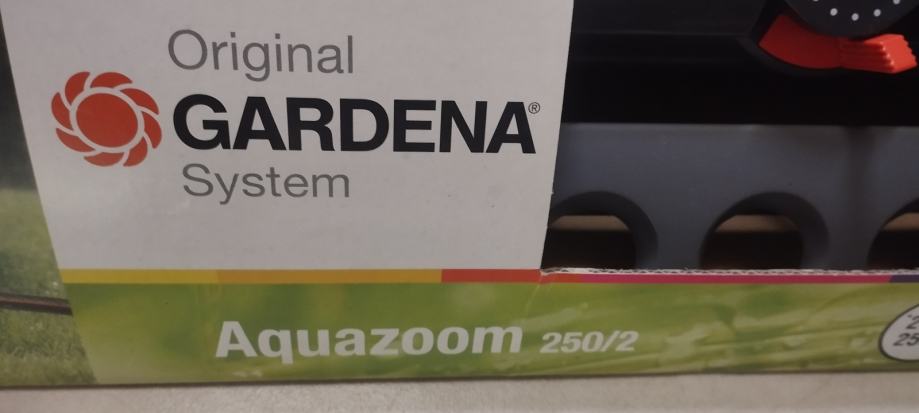 Original
GARDENA®
System
Aquazoom 250/2